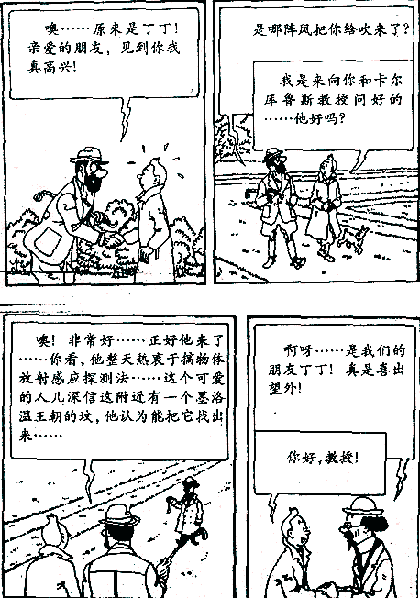 噢……原来是丁丁！
亲爱的朋友，见到你我
真高兴！
是哪阵风把你给吹来了？
我是来向你和卡尔
库鲁斯教授问好的
……他好吗？
噢！非常好……正好他来了
……你看，他整天热衷于搞物体
放射感应探测法……这个可爱
的人儿深信这附近有一个墨洛
温王朝的坟，他认为能把它找出
来……
啊呀……是我们的
朋友丁丁！真是喜出
望外！
你好，教授！